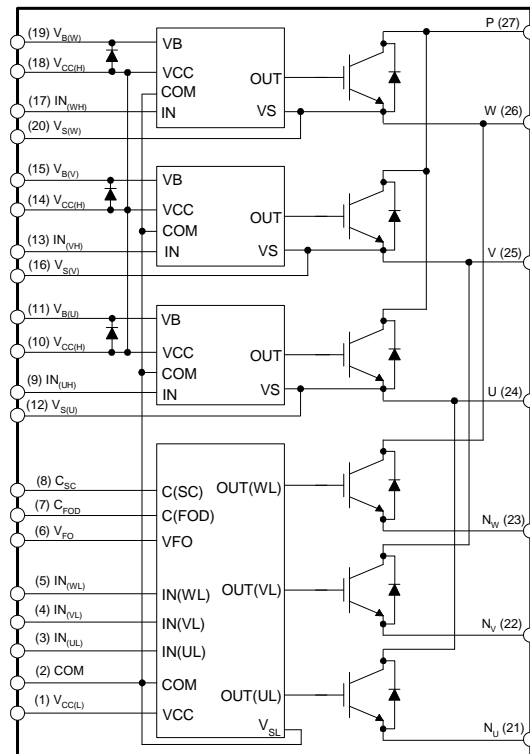 (19) V_B(W)
VB
P (27)
(18) V_CC(H)
VCC
OUT
COM
(17) IN_(WH)
IN
VS
W (26)
(20) V_S(W)
(15) V_B(V)
VB
(14) V_CC(H)
VCC
OUT
COM
(13) IN_(VH)
IN
VS
V (25)
(16) V_S(V)
(11) V_B(U)
VB
(10) V_CC(H)
VCC
OUT
COM
(9) IN_(UH)
IN
VS
U (24)
(12) V_S(U)
(8) C_SC
C(SC)
OUT(WL)
(7) C_FOD
C(FOD)
(6) V_FO
VFO
N_W (23)
(5) IN_(WL)
IN(WL)
OUT(VL)
(4) IN_(VL)
IN(VL)
N_V (22)
(3) IN_(UL)
IN(UL)
(2) COM
COM
OUT(UL)
(1) V_CC(L)
VCC
V_SL
N_U (21)